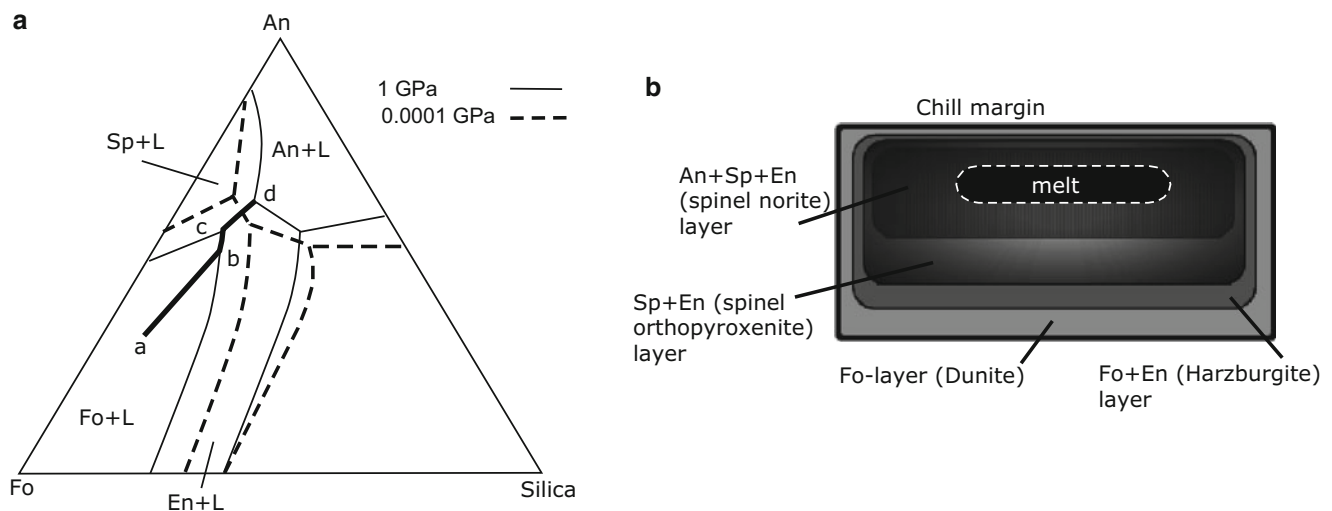 a
An
1 GPa
0.0001 GPa
Sp+L
An+L
d
c
b
a
Fo+L
Fo
Silica
En+L
b
Chill margin
An+Sp+En
(spinel norite)
layer
melt
Sp+En (spinel
orthopyroxenite)
layer
Fo-layer (Dunite)
Fo+En (Harzburgite)
layer